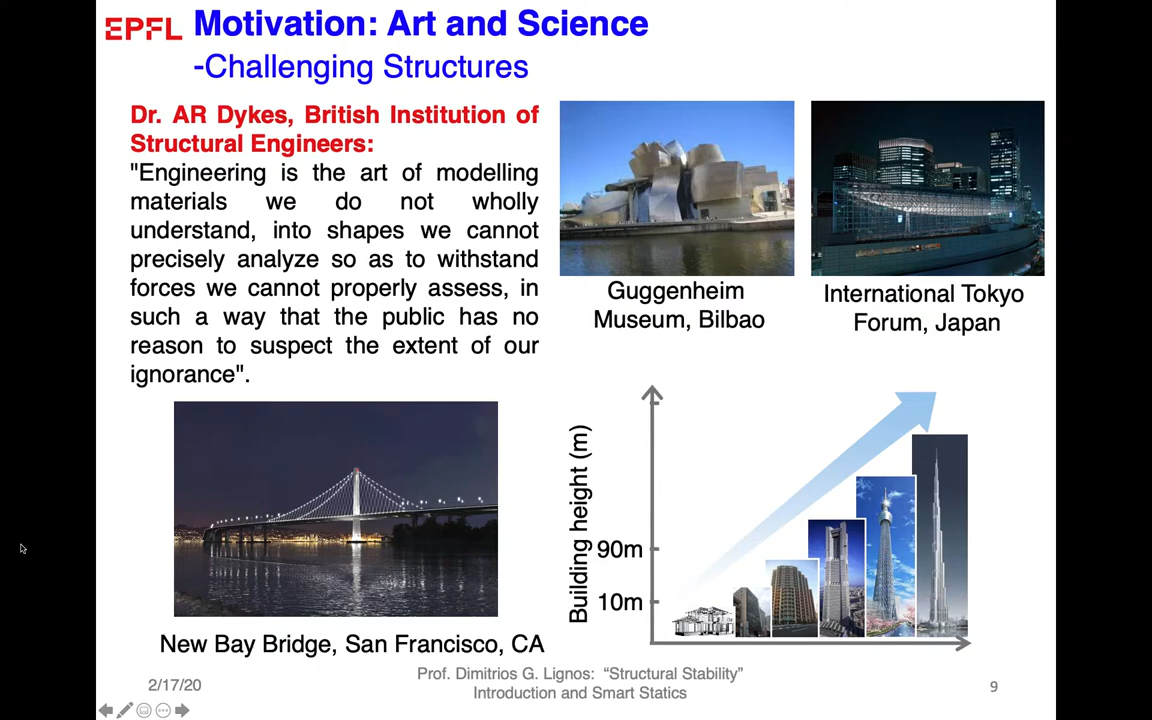 EPFL
Motivation: Art and Science
-Challenging Structures
Dr. AR Dykes, British Institution of
Structural Engineers:
"Engineering is the art of modelling
materials we do not wholly
understand, into shapes we cannot
precisely analyze so as to withstand
forces we cannot properly assess, in
such a way that the public has no
reason to suspect the extent of our
ignorance".
Guggenheim
Museum, Bilbao
International Tokyo
Forum, Japan
New Bay Bridge, San Francisco, CA
Building height (m)
90m
10m
2/17/20
Prof. Dimitrios G. Lignos: “Structural Stability”
Introduction and Smart Statics
9